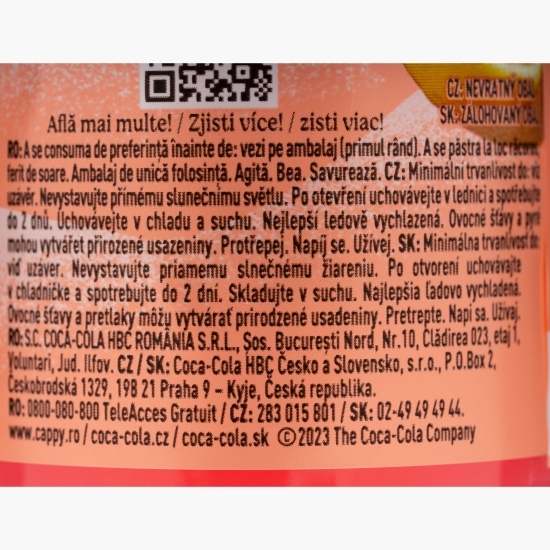 CZ: NEVRATNÝ OBAL
SK: ZÁLOHOVANÝ OBAL
Află mai multe! / Zjisti více! / zisti viac!
RO: A se consuma de preferință înainte de: vezi pe ambalaj (primul rând). A se păstra la loc răcoros,
ferit de soare. Ambalaj de unică folosință. Agită. Bea. Savurează. CZ: Minimální trvanlivost do: viz
uzávěr. Nevystavujte přímému slunečnímu světlu. Po otevření uchovávejte v lednici a spotřebujte
do 2 dnů. Uchovávejte v chladu a suchu. Nejlepší ledově vychlazená. Ovocné šťávy a pyré
mohou vytvářet přirozené usazeniny. Protřepej. Napij se. Užívej. SK: Minimálna trvanlivosť do:
viď uzáver. Nevystavujte priamemu slnečnému žiareniu. Po otvorení uchovávajte
v chladničke a spotrebujte do 2 dní. Skladujte v suchu. Najlepšia ľadovo vychladená.
Ovocné šťavy a pretlaky môžu vytvárať prirodzené usadeniny. Pretrepte. Napi sa. Užívaj.
RO: S.C. COCA-COLA HBC ROMÂNIA S.R.L., Șos. București Nord, Nr.10, Clădirea O23, etaj 1,
Voluntari, Jud. Ilfov. CZ / SK: Coca-Cola HBC Česko a Slovensko, s.r.o., P.O.Box 2,
Českobrodská 1329, 198 21 Praha 9 – Kyje, Česká republika.
RO: 0800-080-800 TeleAcces Gratuit / CZ: 283 015 801 / SK: 02-49 49 49 44.
www.cappy.ro / coca-cola.cz / coca-cola.sk ©2023 The Coca-Cola Company